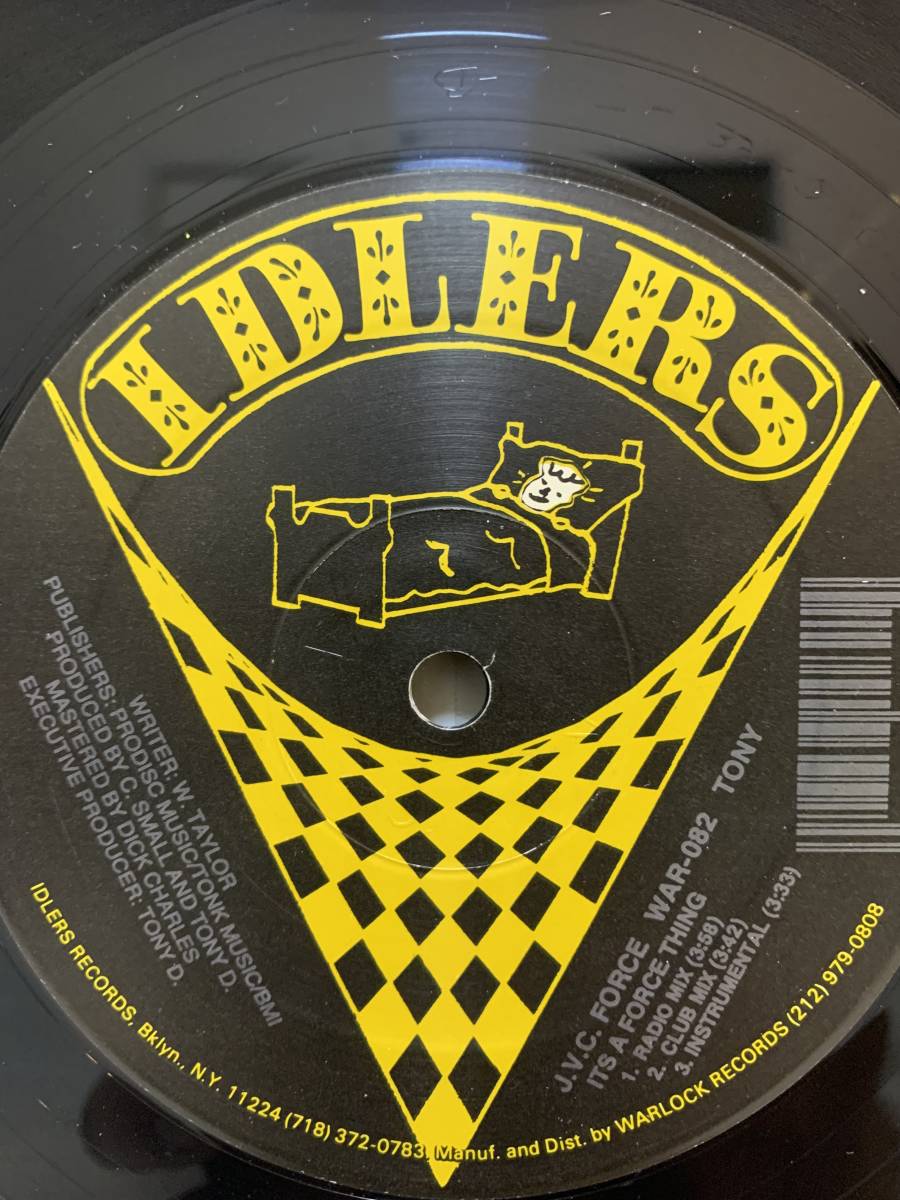 IDLERS
WRITER: W. TAYLOR
PUBLISHERS: PRODISC MUSIC/TONK MUSIC/BMI
PRODUCED BY C. SMALL AND TONY D.
MASTERED BY DICK CHARLES
EXECUTIVE PRODUCER: TONY D.
J.V.C. FORCE WAR-082 TONY
ITS A FORCE THING
1. RADIO MIX (3:58)
2. CLUB MIX (3:42)
3. INSTRUMENTAL (3:33)
IDLERS RECORDS, Bklyn., N.Y. 11224 (718) 372-0783, Manuf. and Dist. by WARLOCK RECORDS (212) 979-0808